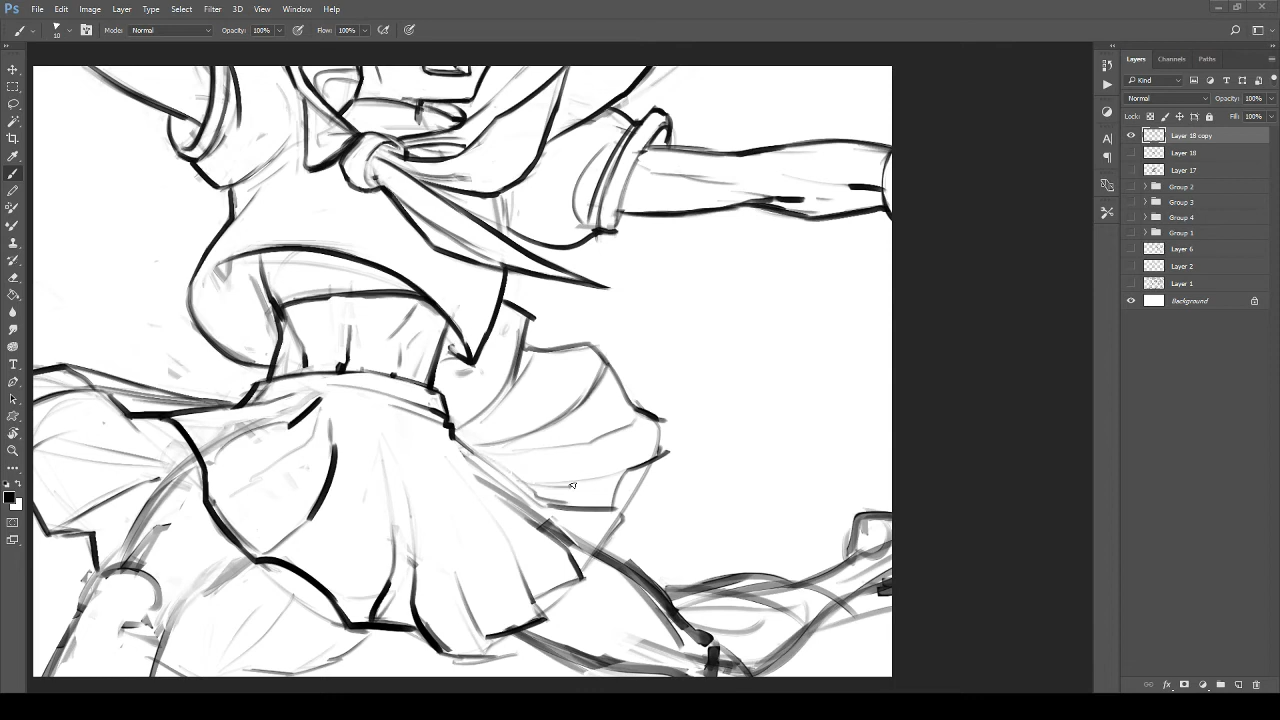 Ps File Edit Image Layer Type Select Filter 3D View Window Help
10 Mode: Normal Opacity: 100% Flow: 100%
Layers Channels Paths
Kind
Normal Opacity: 100%
Lock: Fill: 100%
Layer 18 copy
Layer 18
Layer 17
Group 2
Group 3
Group 4
Group 1
Layer 6
Layer 2
Layer 1
Background
fx